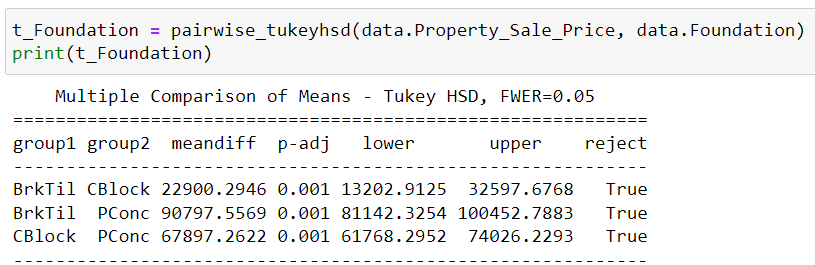 t_Foundation = pairwise_tukeyhsd(data.Property_Sale_Price, data.Foundation)
print(t_Foundation)
Multiple Comparison of Means - Tukey HSD, FWER=0.05
===========================================================
group1 group2 meandiff p-adj lower upper reject
-----------------------------------------------------------
BrkTil CBlock 22900.2946 0.001 13202.9125 32597.6768 True
BrkTil PConc 90797.5569 0.001 81142.3254 100452.7883 True
CBlock PConc 67897.2622 0.001 61768.2952 74026.2293 True
-----------------------------------------------------------